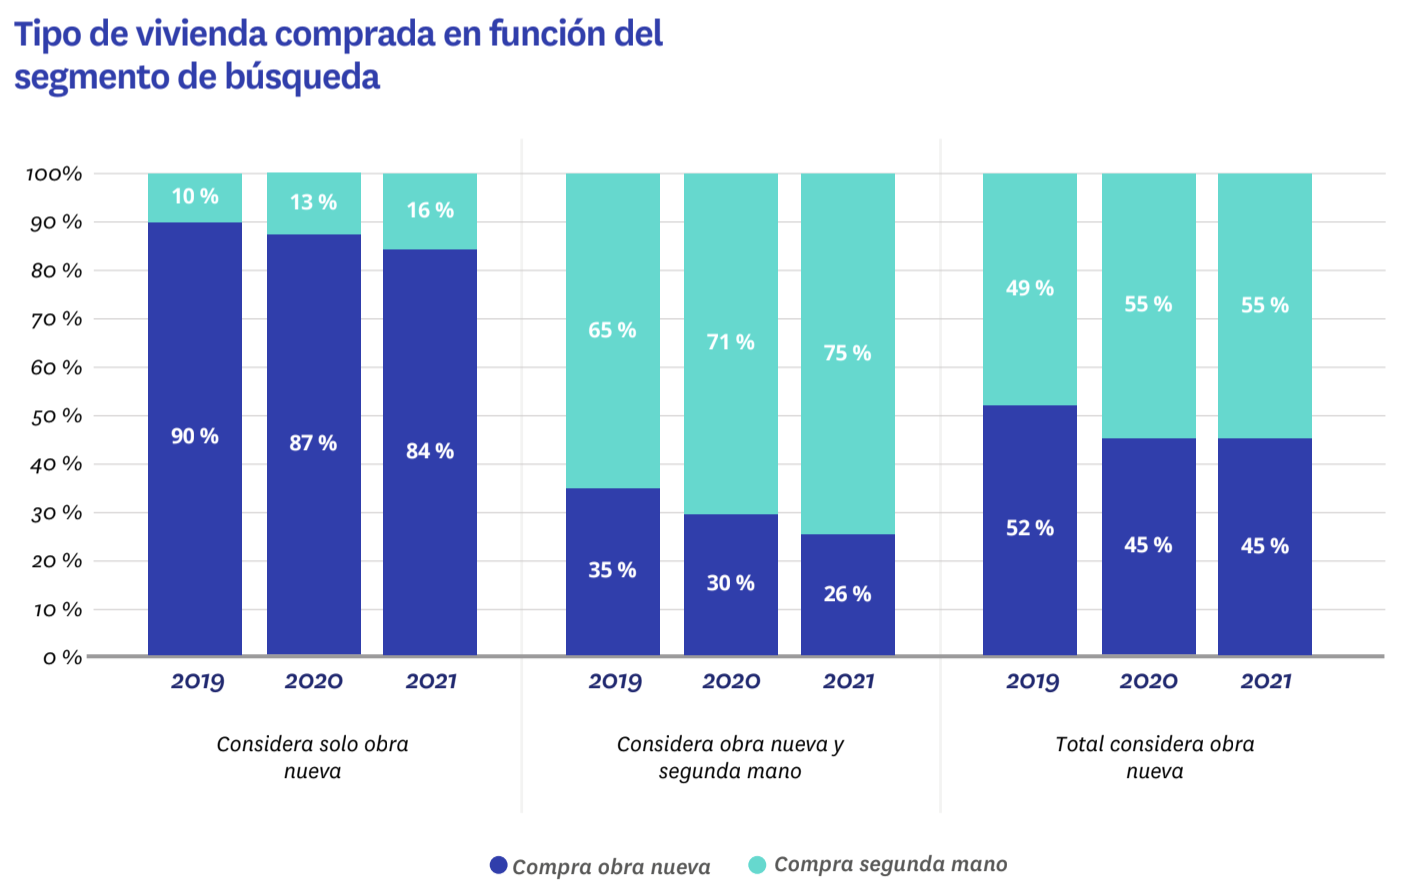 Tipo de vivienda comprada en función del
segmento de búsqueda
100%
90 %
80 %
70 %
60 %
50 %
40 %
30 %
20 %
10 %
0 %
10 %
13 %
16 %
90 %
87 %
84 %
65 %
71 %
75 %
35 %
30 %
26 %
49 %
55 %
55 %
52 %
45 %
45 %
2019 2020 2021
2019 2020 2021
2019 2020 2021
Considera solo obra
nueva
Considera obra nueva y
segunda mano
Total considera obra
nueva
Compra obra nueva
Compra segunda mano